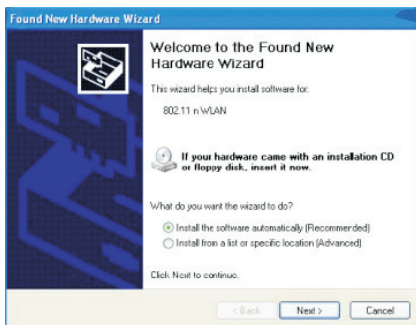 Found New Hardware Wizard
Welcome to the Found New
Hardware Wizard
This wizard helps you install software for:
802.11 n WLAN
If your hardware came with an installation CD
or floppy disk, insert it now.
What do you want the wizard to do?
Install the software automatically (Recommended)
Install from a list or specific location (Advanced)
Click Next to continue.
< Back Next > Cancel